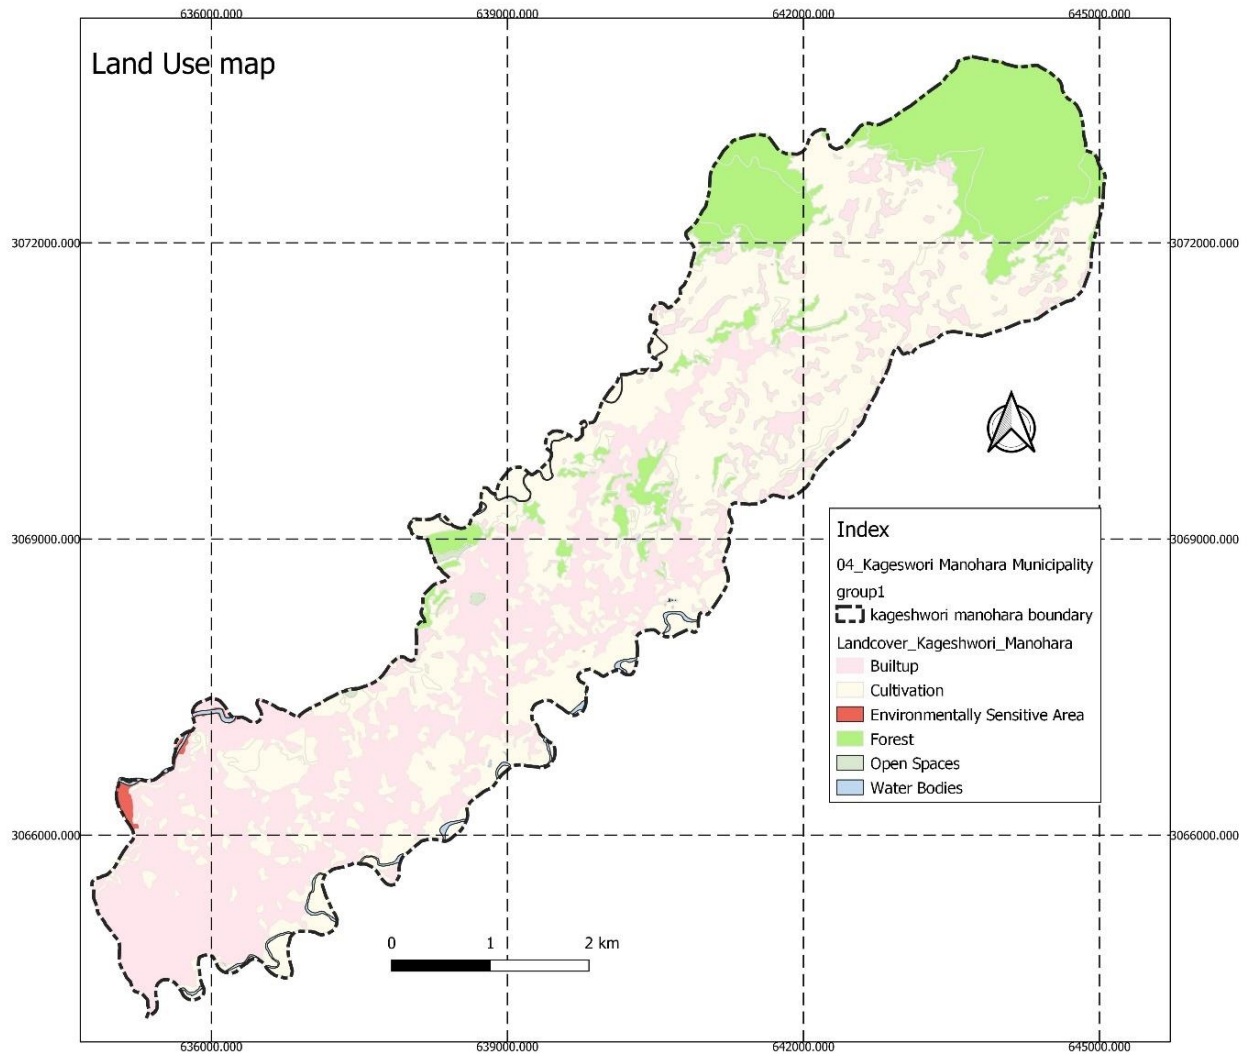 636000.000 639000.000 642000.000 645000.000
Land Use map
3072000.000 3072000.000
3069000.000 3069000.000
Index
04_Kageswori Manohara Municipality
group1
kageshwori manohara boundary
Landcover_Kageshwori_Manohara
Builtup
Cultivation
Environmentally Sensitive Area
Forest
Open Spaces
Water Bodies
3066000.000 3066000.000
0 1 2 km
636000.000 639000.000 642000.000 645000.000